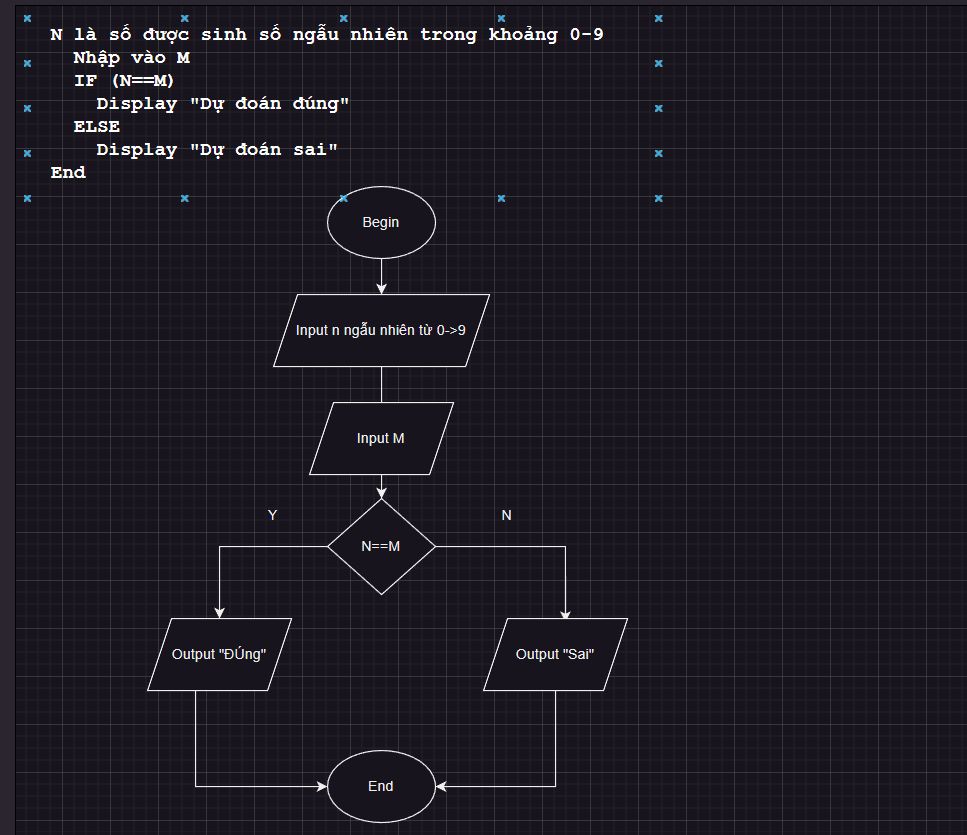 N là số được sinh số ngẫu nhiên trong khoảng 0-9
Nhập vào M
IF (N==M)
Display "Dự đoán đúng"
ELSE
Display "Dự đoán sai"
End
Begin
Input n ngẫu nhiên từ 0->9
Input M
Y
N
N==M
Output "ĐÚng"
Output "Sai"
End